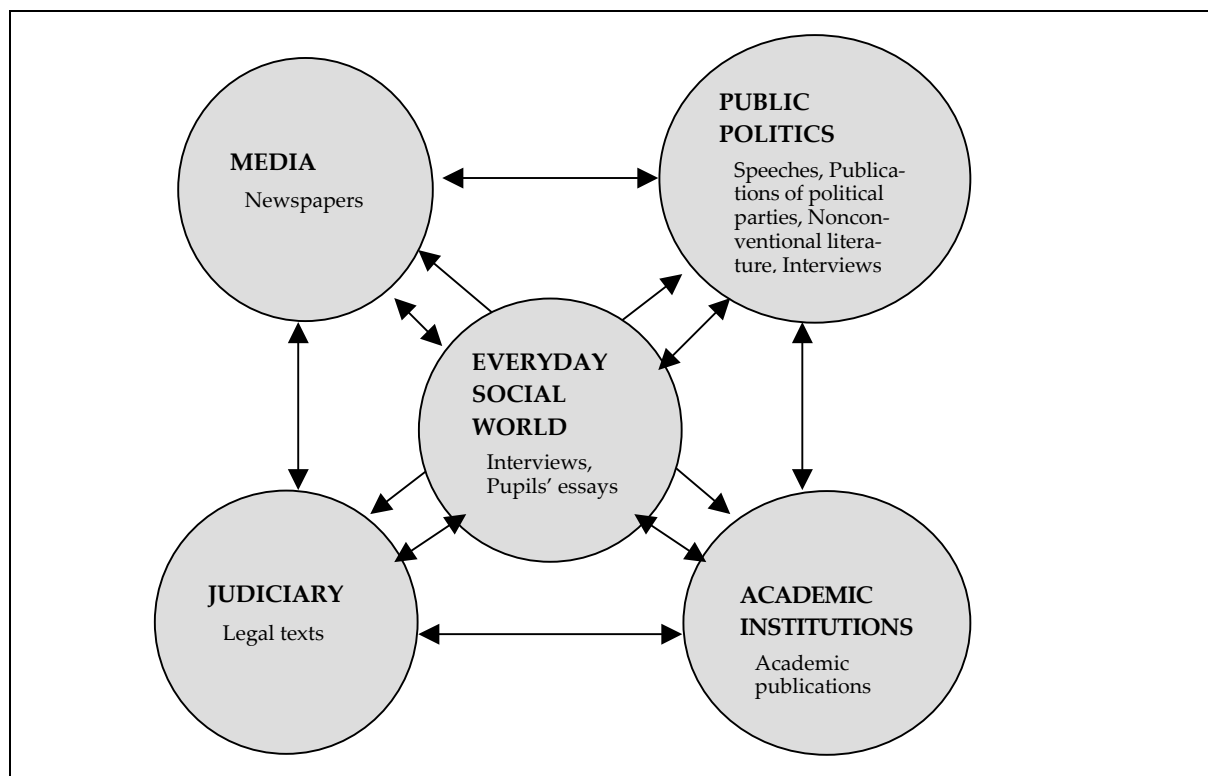 MEDIA
Newspapers
PUBLIC
POLITICS
Speeches, Publica-
tions of political
parties, Noncon-
ventional litera-
ture, Interviews
EVERYDAY
SOCIAL
WORLD
Interviews,
Pupils' essays
JUDICIARY
Legal texts
ACADEMIC
INSTITUTIONS
Academic
publications